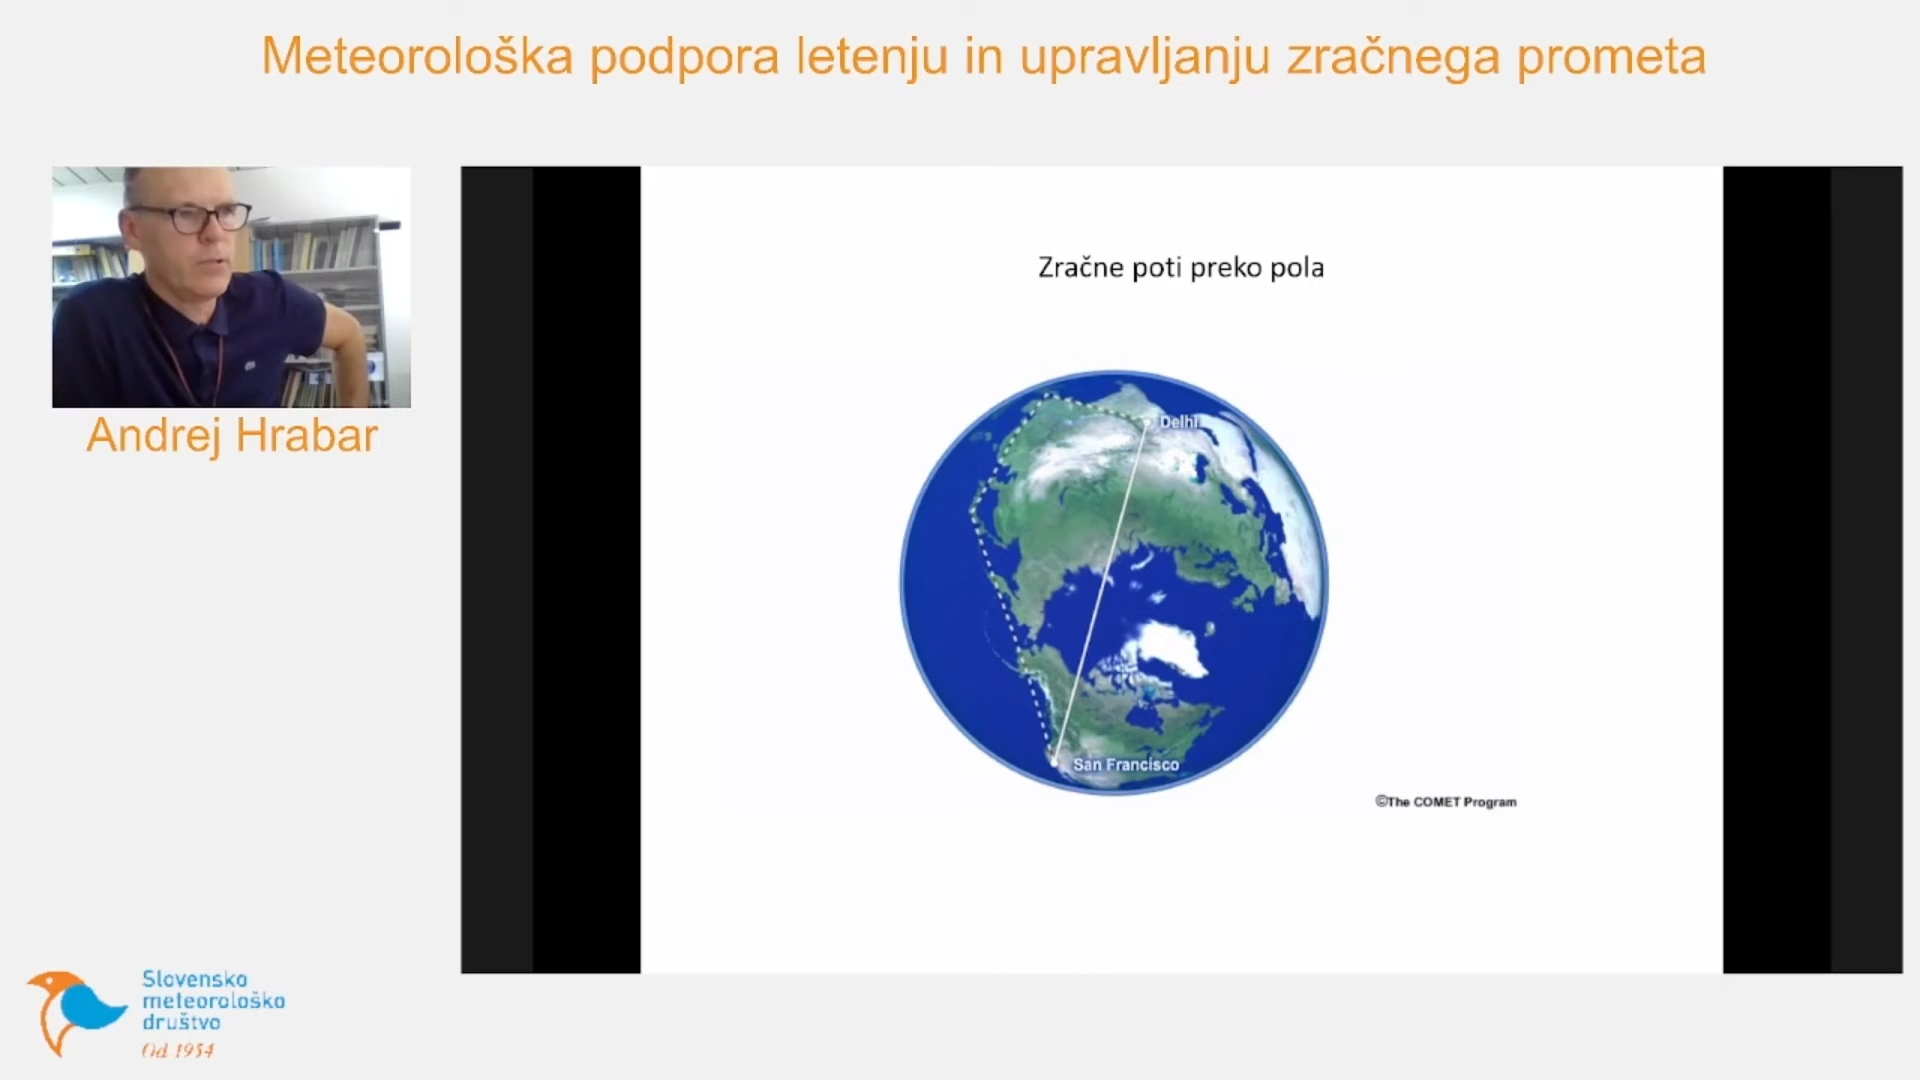 Meteorološka podpora letenju in upravljanju zračnega prometa
Andrej Hrabar
Zračne poti preko pola
Delhi
San Francisco
©The COMET Program
Slovensko
meteorološko
društvo
Od 1954